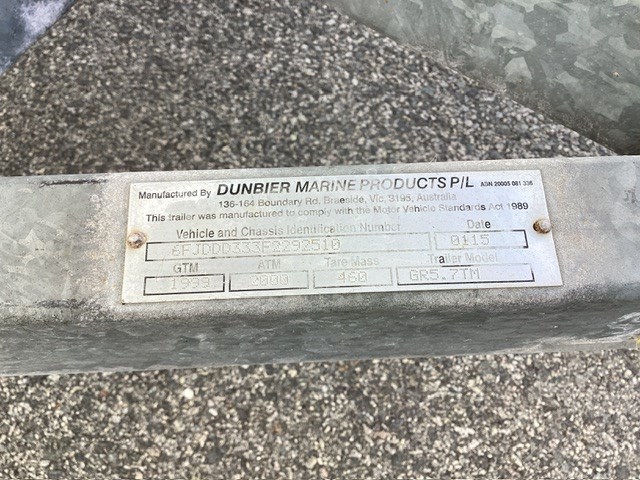 Manufactured By DUNBIER MARINE PRODUCTS P/L ABN 20005 081 336
136-164 Boundary Rd, Braeside, Vic, 3195, Australia
This trailer was manufactured to comply with the Motor Vehicle Standards Act 1989
Vehicle and Chassis Identification Number Date
6FJDDD333F2292510 0115
GTM ATM Tare Mass Trailer Model
1999 2000 460 GR5.7TM